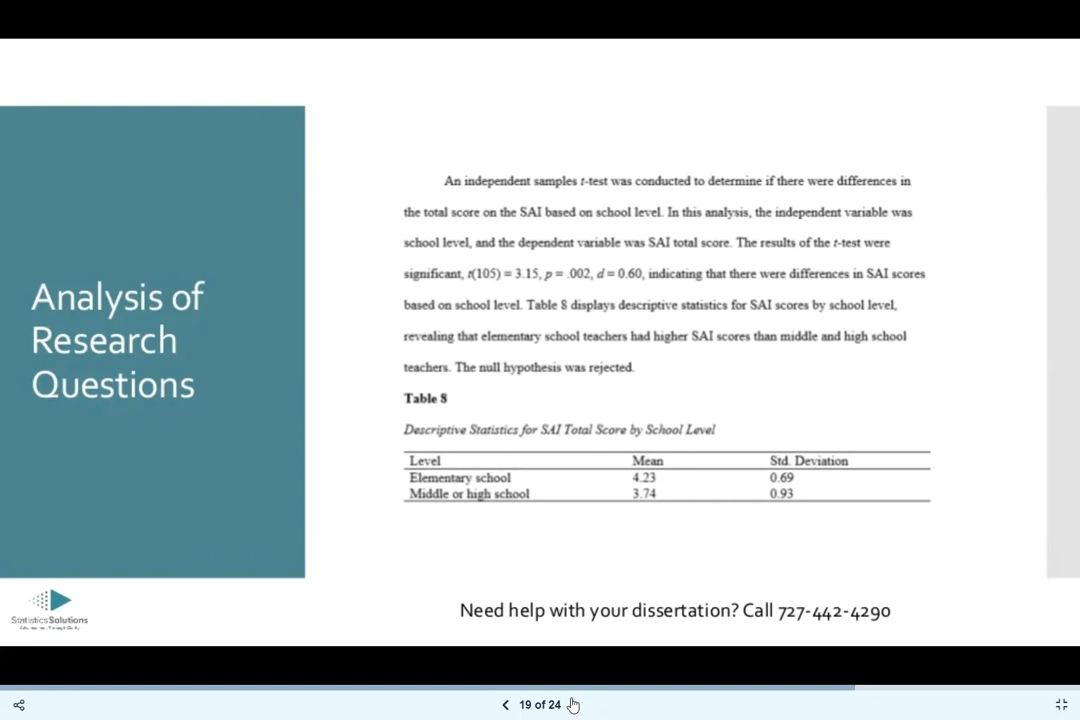 Analysis of
Research
Questions
An independent samples t-test was conducted to determine if there were differences in
the total score on the SAI based on school level. In this analysis, the independent variable was
school level, and the dependent variable was SAI total score. The results of the t-test were
significant, t(105) = 3.15, p = .002, d = 0.60, indicating that there were differences in SAI scores
based on school level. Table 8 displays descriptive statistics for SAI scores by school level,
revealing that elementary school teachers had higher SAI scores than middle and high school
teachers. The null hypothesis was rejected.
Table 8
Descriptive Statistics for SAI Total Score by School Level
Level Mean Std. Deviation
Elementary school 4.23 0.69
Middle or high school 3.74 0.93
StatisticsSolutions
Need help with your dissertation? Call 727-442-4290
19 of 24